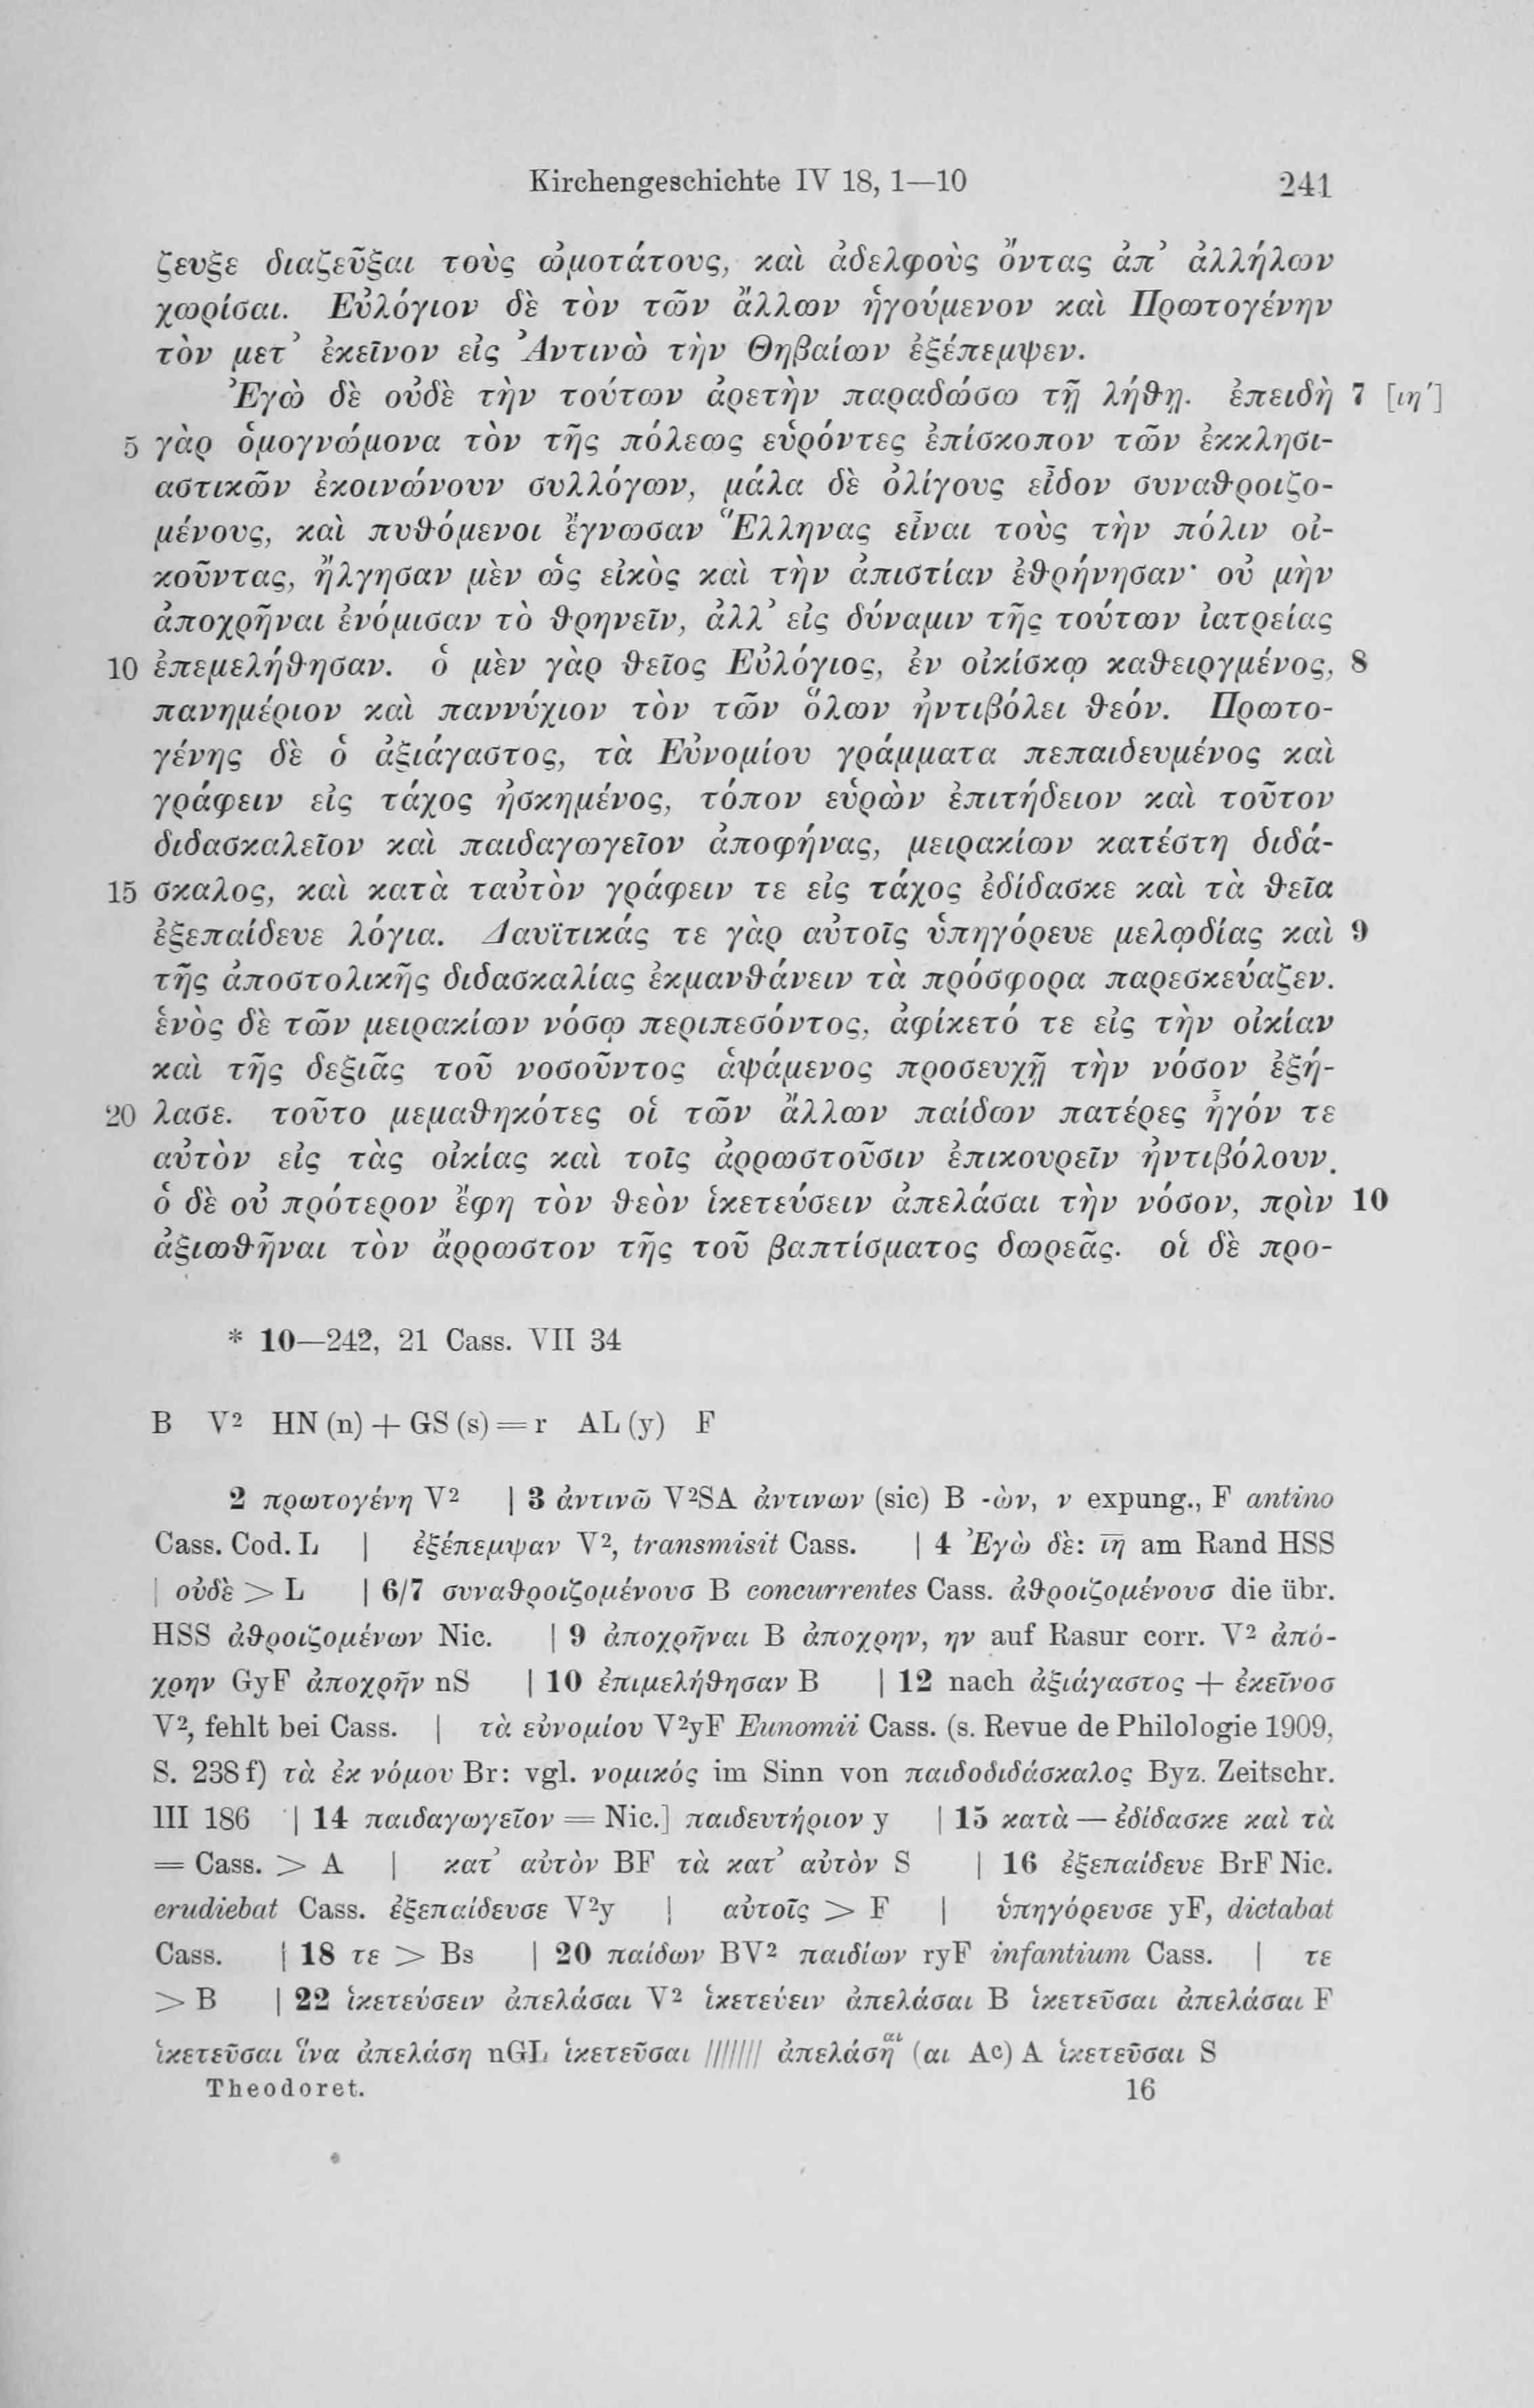 Kirchengeschichte IV 18, 1—10 241
ζευξε διαζεῦξαι τοὺς ὠμοτάτους, καὶ ἀδελφοὺς ὄντας ἀπ' ἀλλήλων
χωρίσαι. Εὐλόγιον δὲ τὸν τῶν ἄλλων ἡγούμενον καὶ Πρωτογένην
τὸν μετ' ἐκεῖνον εἰς Ἀντινὼ τὴν Θηβαίων ἐξέπεμψεν.
Ἐγὼ δὲ οὐδὲ τὴν τούτων ἀρετὴν παραδώσω τῇ λήθῃ. ἐπειδὴ 7 [ιη']
5 γὰρ ὁμογνώμονα τὸν τῆς πόλεως εὑρόντες ἐπίσκοπον τῶν ἐκκλησι-
αστικῶν ἐκοινώνουν συλλόγων, μάλα δὲ ὀλίγους εἶδον συναθροιζο-
μένους, καὶ πυθόμενοι ἔγνωσαν Ἕλληνας εἶναι τοὺς τὴν πόλιν οἰ-
κοῦντας, ἤλγησαν μὲν ὡς εἰκὸς καὶ τὴν ἀπιστίαν ἐθρήνησαν· οὐ μὴν
ἀποχρῆναι ἐνόμισαν τὸ θρηνεῖν, ἀλλ' εἰς δύναμιν τῆς τούτων ἰατρείας
10 ἐπεμελήθησαν. ὁ μὲν γὰρ θεῖος Εὐλόγιος, ἐν οἰκίσκῳ καθειργμένος, 8
πανημέριον καὶ παννύχιον τὸν τῶν ὅλων ἠντιβόλει θεόν. Πρωτο-
γένης δὲ ὁ ἀξιάγαστος, τὰ Εὐνομίου γράμματα πεπαιδευμένος καὶ
γράφειν εἰς τάχος ἠσκημένος, τόπον εὑρὼν ἐπιτήδειον καὶ τοῦτον
διδασκαλεῖον καὶ παιδαγωγεῖον ἀποφήνας, μειρακίων κατέστη διδά-
15 σκαλος, καὶ κατὰ ταὐτὸν γράφειν τε εἰς τάχος ἐδίδασκε καὶ τὰ θεῖα
ἐξεπαίδευε λόγια. Δαυϊτικάς τε γὰρ αὐτοῖς ὑπηγόρευε μελῳδίας καὶ 9
τῆς ἀποστολικῆς διδασκαλίας ἐκμανθάνειν τὰ πρόσφορα παρεσκεύαζεν.
ἑνὸς δὲ τῶν μειρακίων νόσῳ περιπεσόντος, ἀφίκετό τε εἰς τὴν οἰκίαν
καὶ τῆς δεξιᾶς τοῦ νοσοῦντος ἁψάμενος προσευχῇ τὴν νόσον ἐξή-
20 λασε. τοῦτο μεμαθηκότες οἱ τῶν ἄλλων παίδων πατέρες ἦγόν τε
αὐτὸν εἰς τὰς οἰκίας καὶ τοῖς ἀρρωστοῦσιν ἐπικουρεῖν ἠντιβόλουν.
ὁ δὲ οὐ πρότερον ἔφη τὸν θεὸν ἱκετεύσειν ἀπελάσαι τὴν νόσον, πρὶν 10
ἀξιωθῆναι τὸν ἄρρωστον τῆς τοῦ βαπτίσματος δωρεᾶς. οἱ δὲ προ-
* 10—242, 21 Cass. VII 34
B V² HN (n) + GS (s) = r AL (y) F
2 πρωτογένη V² | 3 ἀντινῶ V²SA ἀντινων (sic) B -ὼν, ν expung., F antino
Cass. Cod. L | ἐξέπεμψαν V², transmisit Cass. | 4 Ἐγὼ δὲ: ιη am Rand HSS
| οὐδὲ > L | 6/7 συναθροιζομένουσ B concurrentes Cass. ἀθροιζομένουσ die übr.
HSS ἀθροιζομένων Nic. | 9 ἀποχρῆναι B ἀποχρην, ην auf Rasur corr. V² ἀπό-
χρην GyF ἀποχρῆν nS | 10 ἐπιμελήθησαν B | 12 nach ἀξιάγαστος + ἐκεῖνοσ
V², fehlt bei Cass. | τὰ εὐνομίου V²yF Eunomii Cass. (s. Revue de Philologie 1909,
S. 238 f) τὰ ἐκ νόμου Br: vgl. νομικός im Sinn von παιδοδιδάσκαλος Byz. Zeitschr.
III 186 | 14 παιδαγωγεῖον = Nic.] παιδευτήριον y | 15 κατὰ — ἐδίδασκε καὶ τὰ
= Cass. > A | κατ' αὐτὸν BF τὰ κατ' αὐτὸν S | 16 ἐξεπαίδευε BrF Nic.
erudiebat Cass. ἐξεπαίδευσε V²y | αὐτοῖς > F | ὑπηγόρευσε yF, dictabat
Cass. | 18 τε > Bs | 20 παίδων BV² παιδίων ryF infantium Cass. | τε
> B | 22 ἱκετεύσειν ἀπελάσαι V² ἱκετεύειν ἀπελάσαι B ἱκετεῦσαι ἀπελάσαι F
ἱκετεῦσαι ἵνα ἀπελάση nGL ἱκετεῦσαι /////// ἀπελάσηαι (αι Aᶜ) A ἱκετεῦσαι S
Theodoret. 16